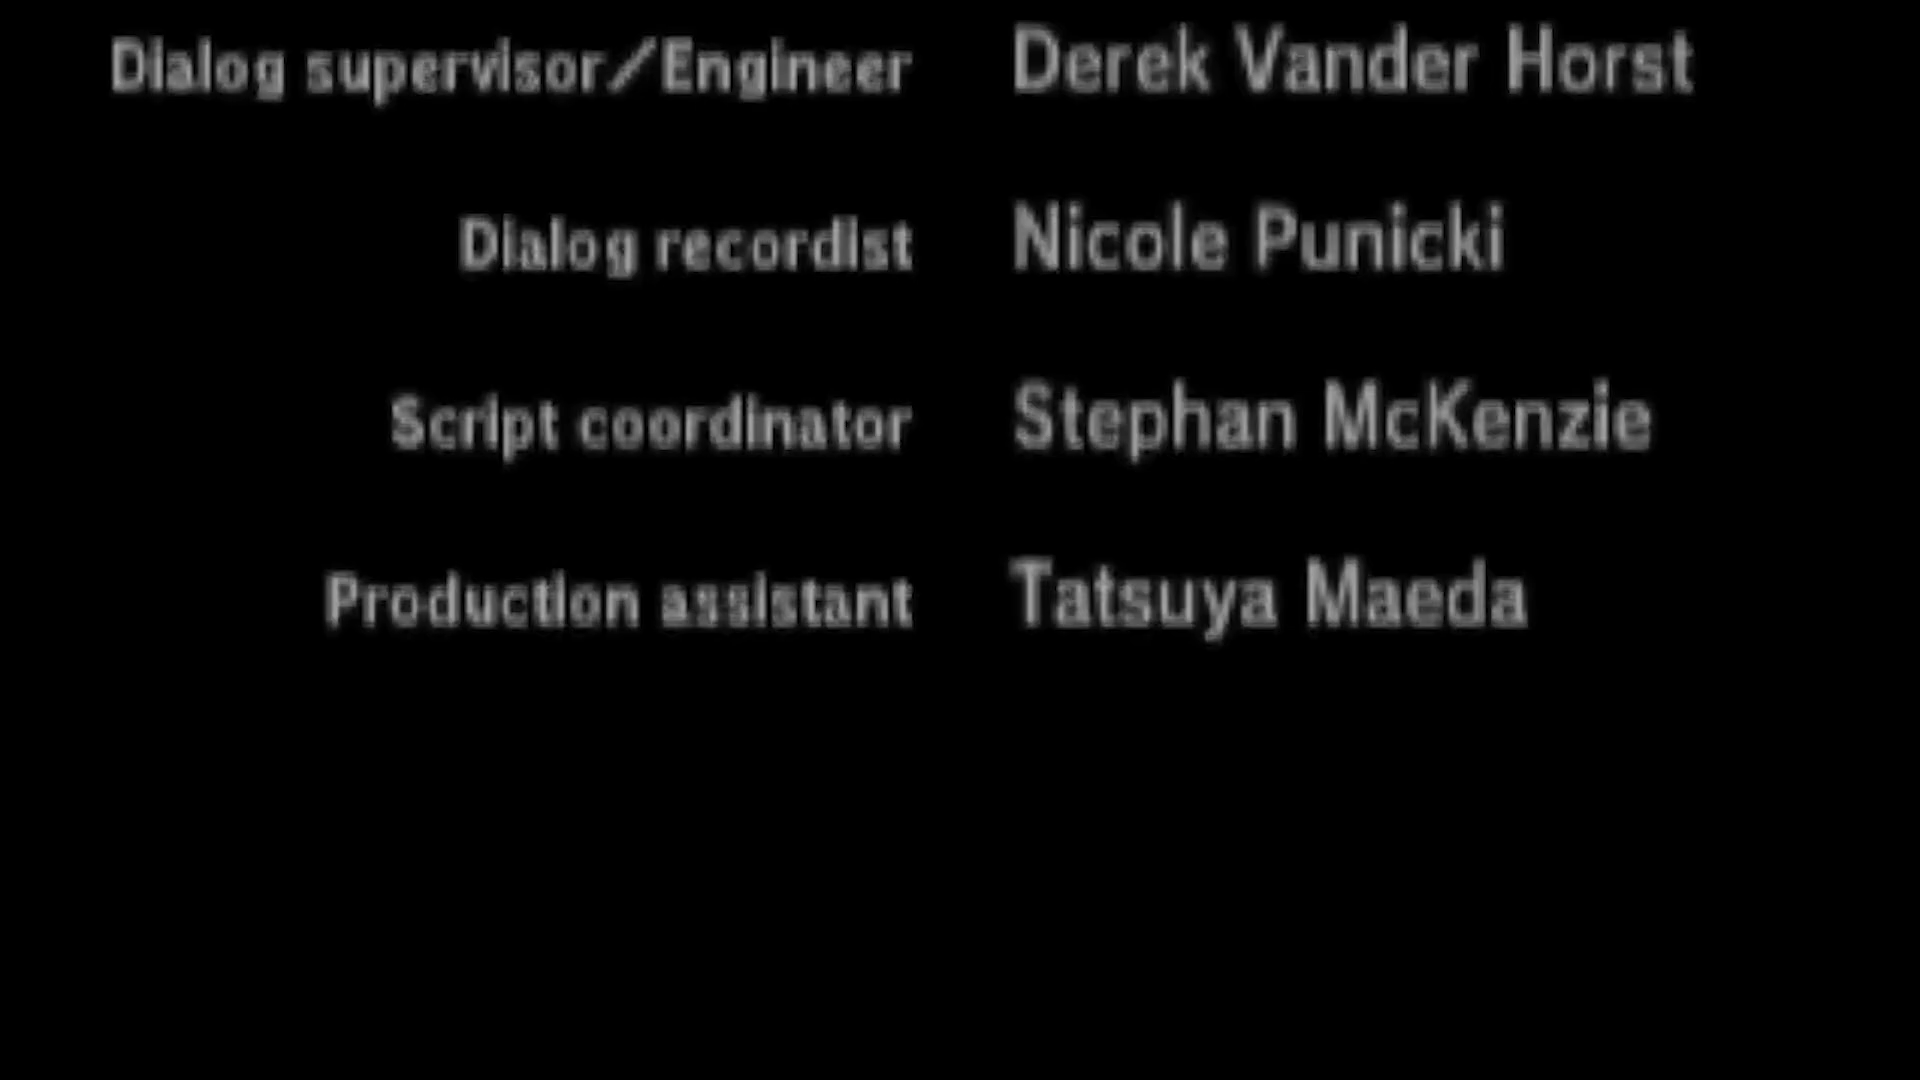 Dialog supervisor/Engineer Derek Vander Horst
Dialog recordist Nicole Punicki
Script coordinator Stephan McKenzie
Production assistant Tatsuya Maeda